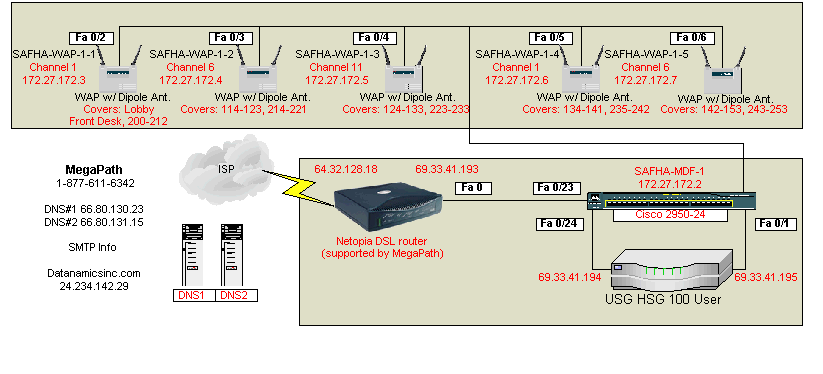 Fa 0/2
Fa 0/3
Fa 0/4
Fa 0/5
Fa 0/6
SAFHA-WAP-1-1
Channel 1
172.27.172.3
WAP w/ Dipole Ant.
Covers: Lobby
Front Desk, 200-212
SAFHA-WAP-1-2
Channel 6
172.27.172.4
WAP w/ Dipole Ant.
Covers: 114-123, 214-221
SAFHA-WAP-1-3
Channel 11
172.27.172.5
WAP w/ Dipole Ant.
Covers: 124-133, 223-233
SAFHA-WAP-1-4
Channel 1
172.27.172.6
WAP w/ Dipole Ant.
Covers: 134-141, 235-242
SAFHA-WAP-1-5
Channel 6
172.27.172.7
WAP w/ Dipole Ant.
Covers: 142-153, 243-253
MegaPath
1-877-611-6342
DNS#1 66.80.130.23
DNS#2 66.80.131.15
SMTP Info
Datanamicsinc.com
24.234.142.29
ISP
DNS1
DNS2
64.32.128.18
69.33.41.193
Fa 0
Netopia DSL router
(supported by MegaPath)
SAFHA-MDF-1
172.27.172.2
Fa 0/23
Cisco 2950-24
Fa 0/24
Fa 0/1
69.33.41.194
69.33.41.195
USG HSG 100 User